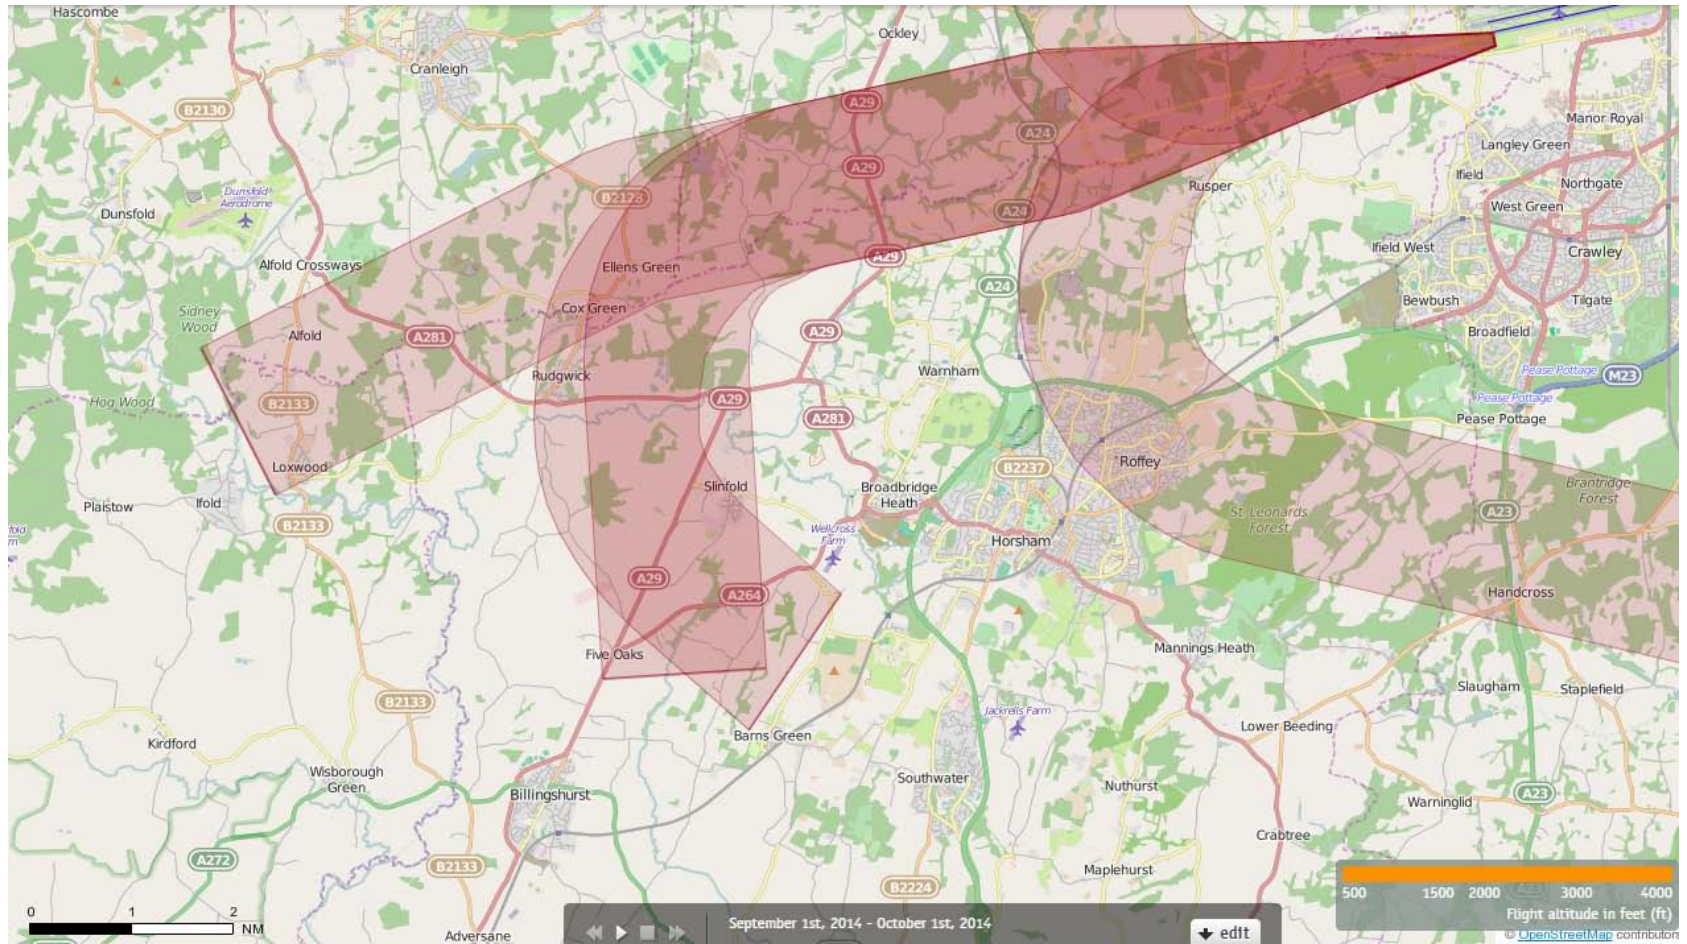 Hascombe
Ockley
Cranleigh
B2130
A29
Manor Royal
A24
Langley Green
A29
Ifield
Northgate
Dunsfold
Aerodrome
Rusper
B2128
West Green
Dunsfold
A24
Ifield West
Crawley
A29
Alfold Crossways
Ellens Green
A24
Bewbush
Tilgate
Sidney
Wood
Cox Green
Broadfield
A29
Alfold
A281
Warnham
Pease Pottage
M23
Rudgwick
Pease Pottage
Hog Wood
B2133
A29
A281
Pease Pottage
Loxwood
B2237
Roffey
Slinfold
Broadbridge
Heath
Brantridge
Forest
Plaistow
Ifold
A23
St. Leonards
Forest
B2133
Wellcross
Farm
Horsham
fold
m
A29
A264
Handcross
Five Oaks
Mannings Heath
Slaugham
Staplefield
B2133
Jackrells Farm
Lower Beeding
Barns Green
Kirdford
Wisborough
Green
Southwater
Nuthurst
Billingshurst
A23
Warninglid
Crabtree
A272
B2133
Maplehurst
B2224
500 1500 2000 3000 4000
Flight altitude in feet (ft)
0 1 2
NM
September 1st, 2014 - October 1st, 2014
edit
Adversane
© OpenStreetMap contributors